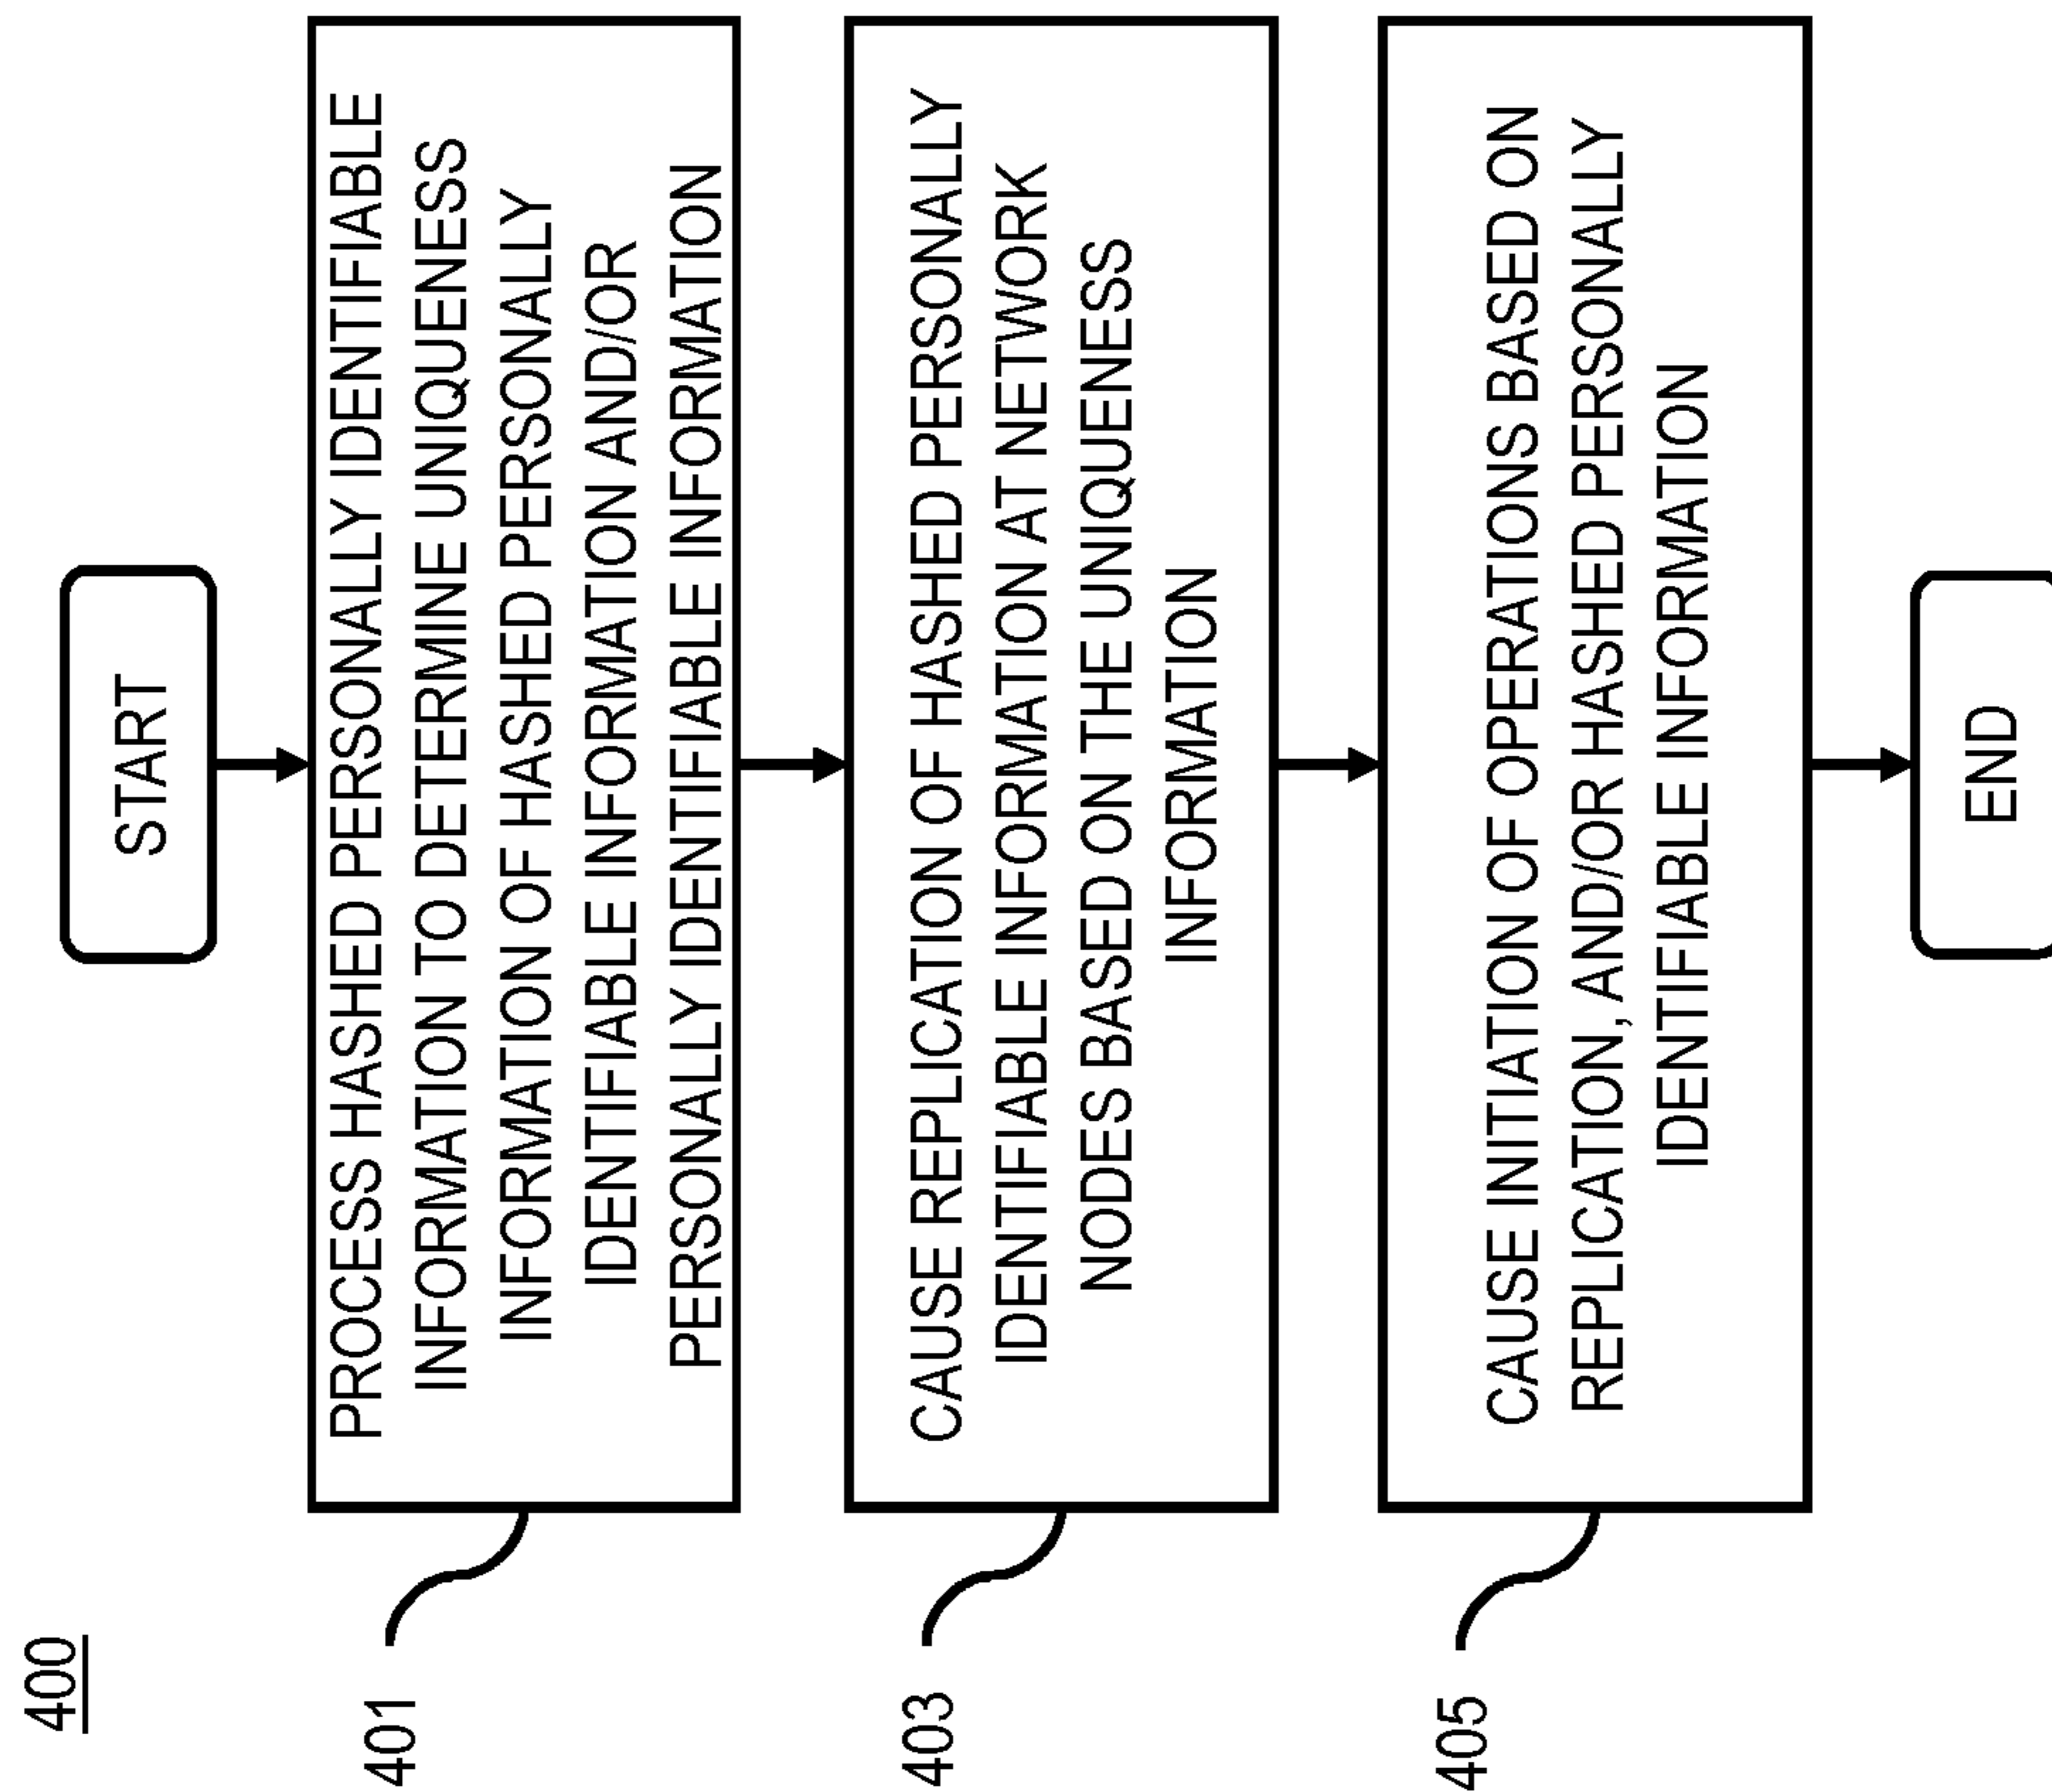 400
START
401
PROCESS HASHED PERSONALLY IDENTIFIABLE
INFORMATION TO DETERMINE UNIQUENESS
INFORMATION OF HASHED PERSONALLY
IDENTIFIABLE INFORMATION AND/OR
PERSONALLY IDENTIFIABLE INFORMATION
403
CAUSE REPLICATION OF HASHED PERSONALLY
IDENTIFIABLE INFORMATION AT NETWORK
NODES BASED ON THE UNIQUENESS
INFORMATION
405
CAUSE INITIATION OF OPERATIONS BASED ON
REPLICATION, AND/OR HASHED PERSONALLY
IDENTIFIABLE INFORMATION
END